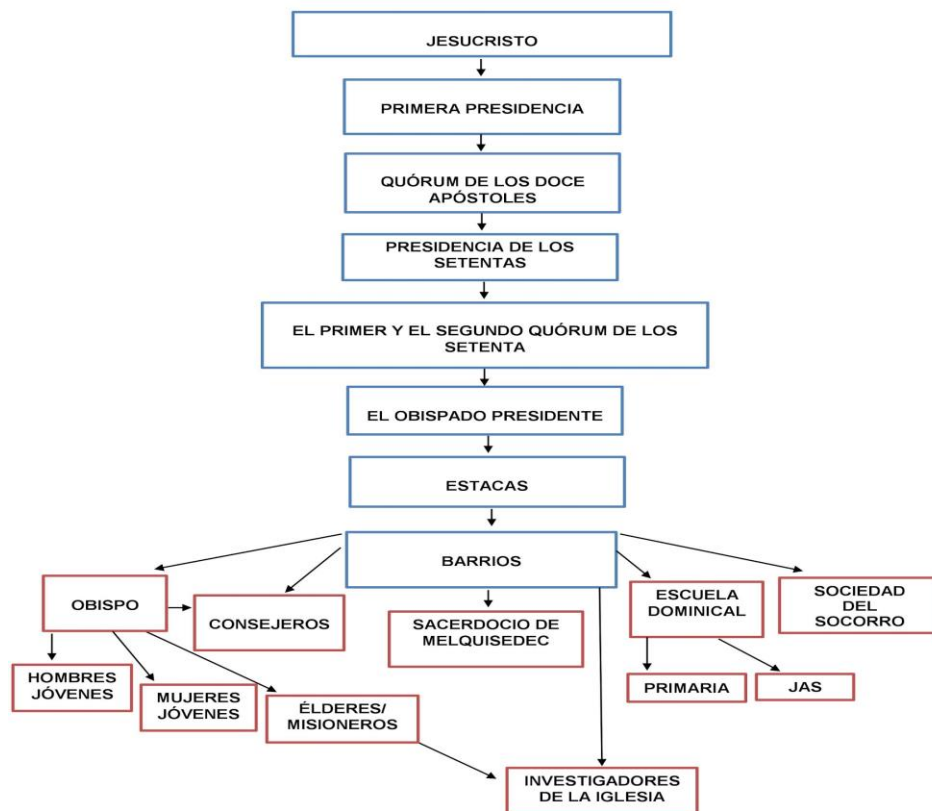 JESUCRISTO
PRIMERA PRESIDENCIA
QUÓRUM DE LOS DOCE
APÓSTOLES
PRESIDENCIA DE LOS
SETENTAS
EL PRIMER Y EL SEGUNDO QUÓRUM DE LOS
SETENTA
EL OBISPADO PRESIDENTE
ESTACAS
BARRIOS
OBISPO
CONSEJEROS
SACERDOCIO DE
MELQUISEDEC
ESCUELA
DOMINICAL
SOCIEDAD
DEL
SOCORRO
HOMBRES
JÓVENES
MUJERES
JÓVENES
ÉLDERES/
MISIONEROS
PRIMARIA
JAS
INVESTIGADORES
DE LA IGLESIA